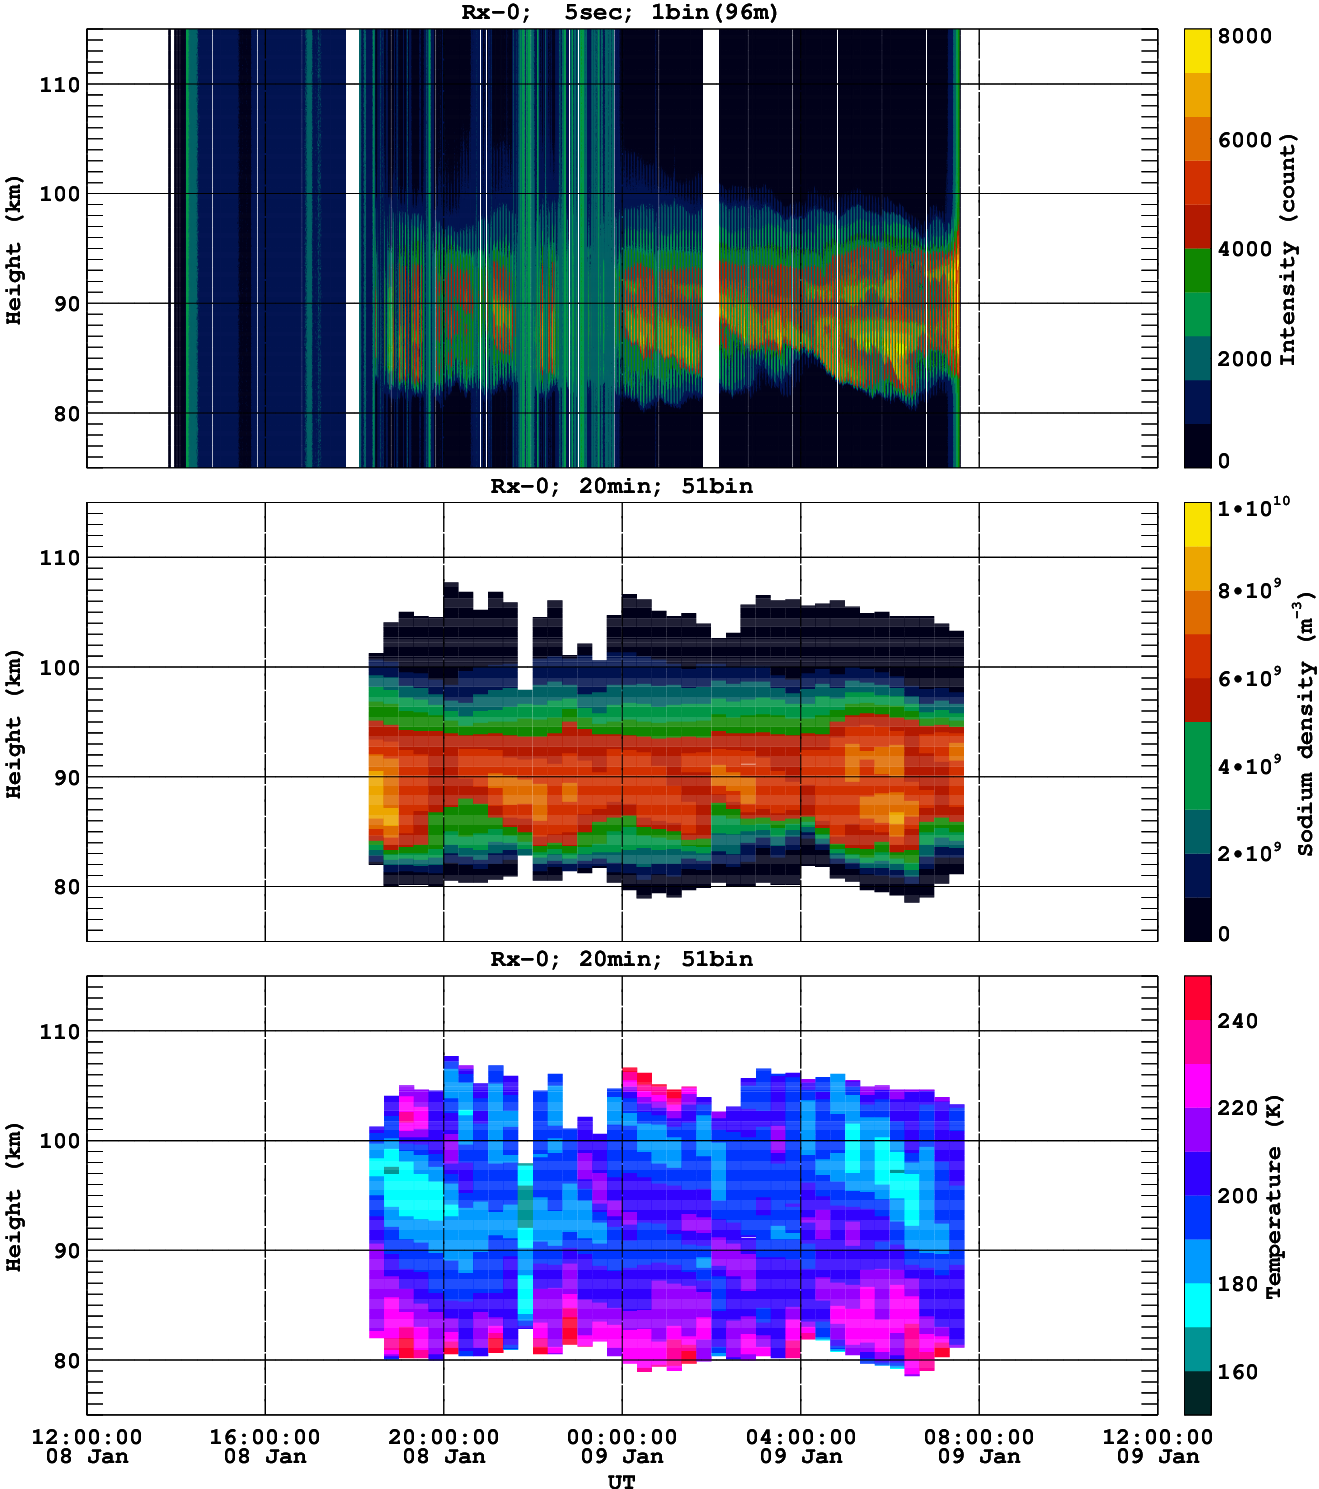 Rx-0;  5sec; 1bin(96m)
110
100
90
80
Height (km)
8000
6000
4000
2000
0
Intensity (count)
Rx-0; 20min; 51bin
110
100
90
80
Height (km)
1•10¹⁰
8•10⁹
6•10⁹
4•10⁹
2•10⁹
0
Sodium density (m⁻³)
Rx-0; 20min; 51bin
110
100
90
80
Height (km)
240
220
200
180
160
Temperature (K)
12:00:00 16:00:00 20:00:00 00:00:00 04:00:00 08:00:00 12:00:00
08 Jan 08 Jan 08 Jan 09 Jan 09 Jan 09 Jan 09 Jan
UT